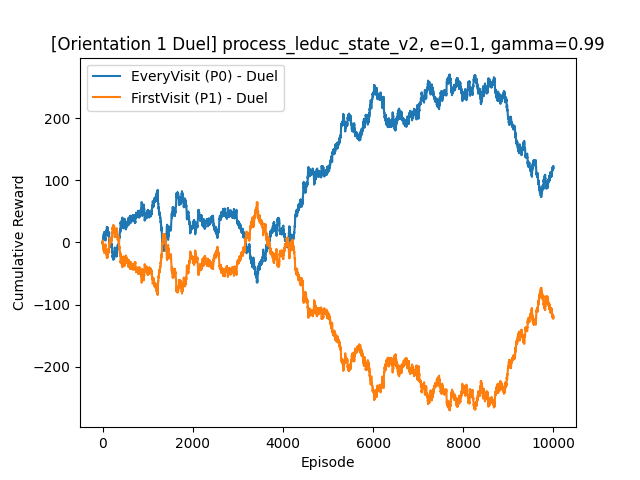 [Orientation 1 Duel] process_leduc_state_v2, e=0.1, gamma=0.99
EveryVisit (P0) - Duel
FirstVisit (P1) - Duel
200
100
0
−100
−200
Cumulative Reward
0 2000 4000 6000 8000 10000
Episode